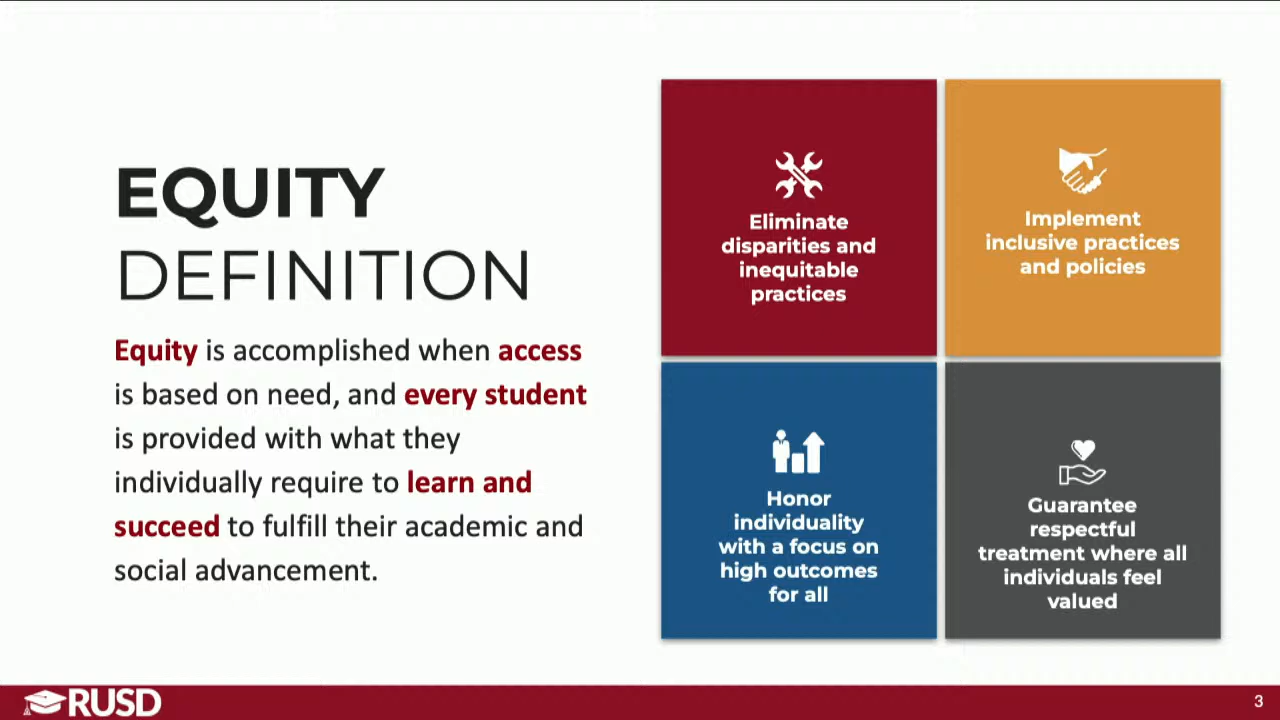 EQUITY
DEFINITION
Equity is accomplished when access
is based on need, and every student
is provided with what they
individually require to learn and
succeed to fulfill their academic and
social advancement.
Eliminate
disparities and
inequitable
practices
Implement
inclusive practices
and policies
Honor
individuality
with a focus on
high outcomes
for all
Guarantee
respectful
treatment where all
individuals feel
valued
RUSD
3